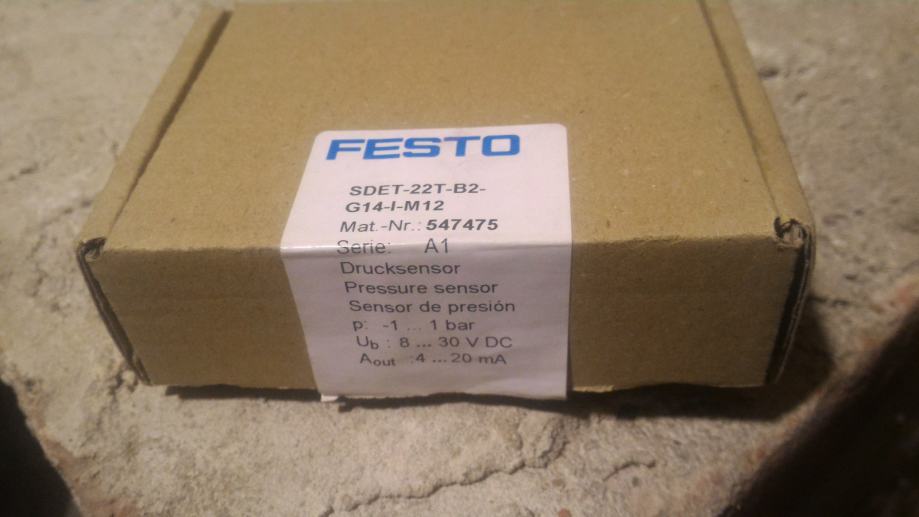 FESTO
SDET-22T-B2-
G14-I-M12
Mat.-Nr.: 547475
Serie: A1
Drucksensor
Pressure sensor
Sensor de presión
p: -1 ... 1 bar
Ub : 8 ... 30 V DC
Aout :4 ... 20 mA